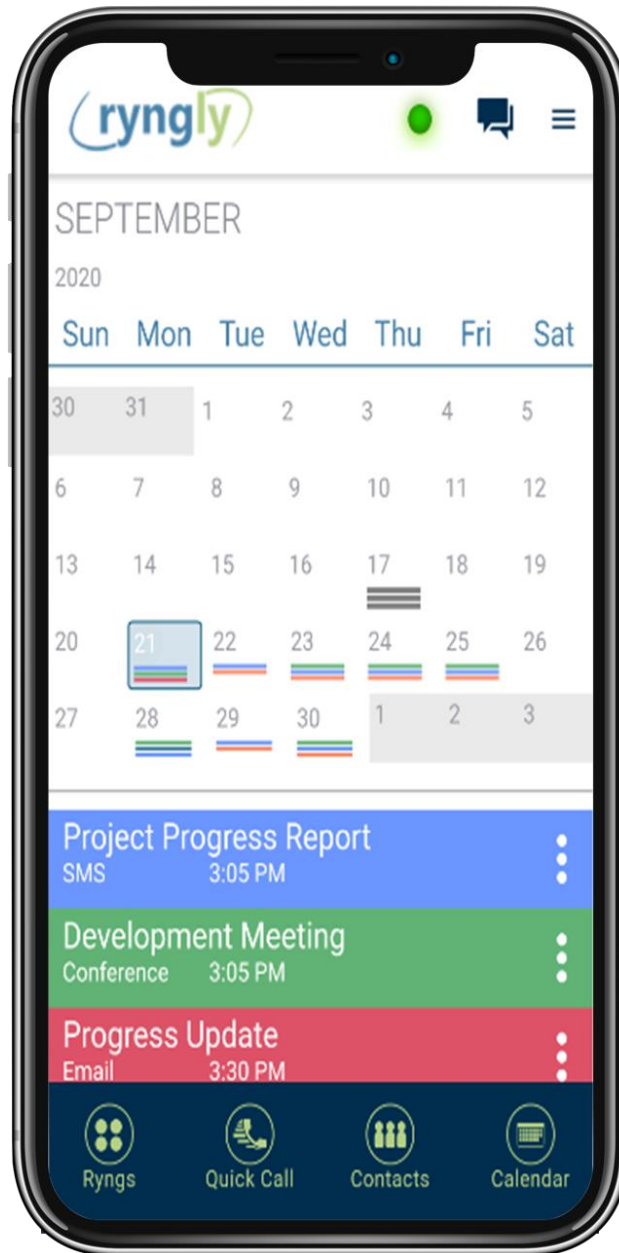 ryngly
SEPTEMBER
2020
Sun Mon Tue Wed Thu Fri Sat
30 31 1 2 3 4 5
6 7 8 9 10 11 12
13 14 15 16 17 18 19
20 21 22 23 24 25 26
27 28 29 30 1 2 3
Project Progress Report
SMS 3:05 PM
Development Meeting
Conference 3:05 PM
Progress Update
Email 3:30 PM
Ryngs Quick Call Contacts Calendar